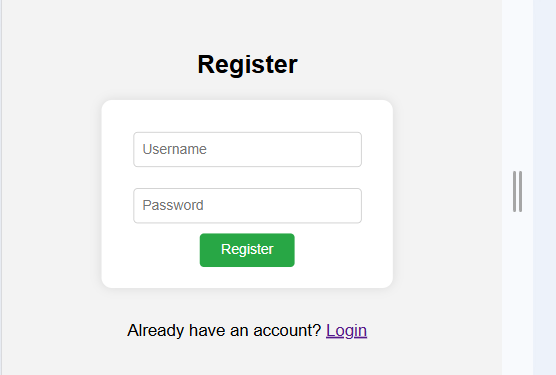 Register
Username
Password
Register
Already have an account? Login